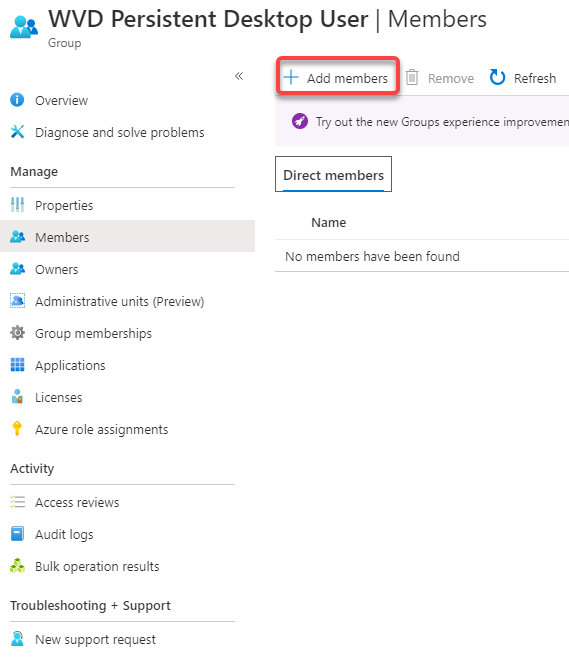 WVD Persistent Desktop User | Members
Group
«
Overview
Diagnose and solve problems
Manage
Properties
Members
Owners
Administrative units (Preview)
Group memberships
Applications
Licenses
Azure role assignments
Activity
Access reviews
Audit logs
Bulk operation results
Troubleshooting + Support
New support request
Add members Remove Refresh
Try out the new Groups experience improvemen
Direct members
Name
No members have been found